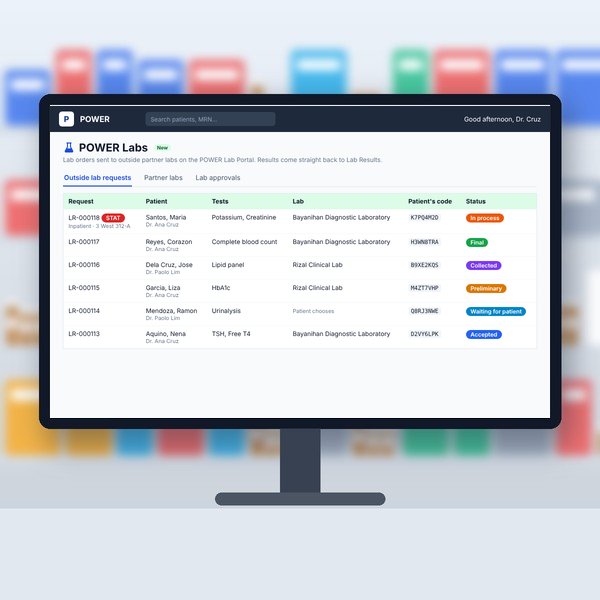 P POWER Search patients, MRN... Good afternoon, Dr. Cruz
POWER Labs New
Lab orders sent to outside partner labs on the POWER Lab Portal. Results come straight back to Lab Results.
Outside lab requests Partner labs Lab approvals
Request Patient Tests Lab Patient's code Status
LR-000118 STAT Santos, Maria Potassium, Creatinine Bayanihan Diagnostic Laboratory K7PQ4M2D In process
Inpatient · 3 West 312-A Dr. Ana Cruz
LR-000117 Reyes, Corazon Complete blood count Bayanihan Diagnostic Laboratory H3WN8TRA Final
Dr. Ana Cruz
LR-000116 Dela Cruz, Jose Lipid panel Rizal Clinical Lab B9XE2KQS Collected
Dr. Paolo Lim
LR-000115 Garcia, Liza HbA1c Rizal Clinical Lab M4ZT7VHP Preliminary
Dr. Ana Cruz
LR-000114 Mendoza, Ramon Urinalysis Patient chooses Q8RJ3NWE Waiting for patient
Dr. Paolo Lim
LR-000113 Aquino, Nena TSH, Free T4 Bayanihan Diagnostic Laboratory D2VY6LPK Accepted
Dr. Ana Cruz